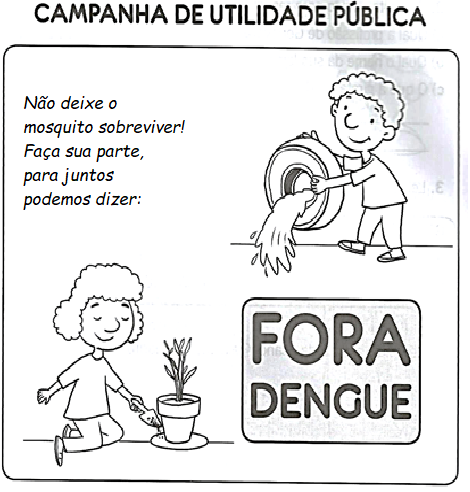 CAMPANHA DE UTILIDADE PÚBLICA
Não deixe o
mosquito sobreviver!
Faça sua parte,
para juntos
podemos dizer:
FORA
DENGUE